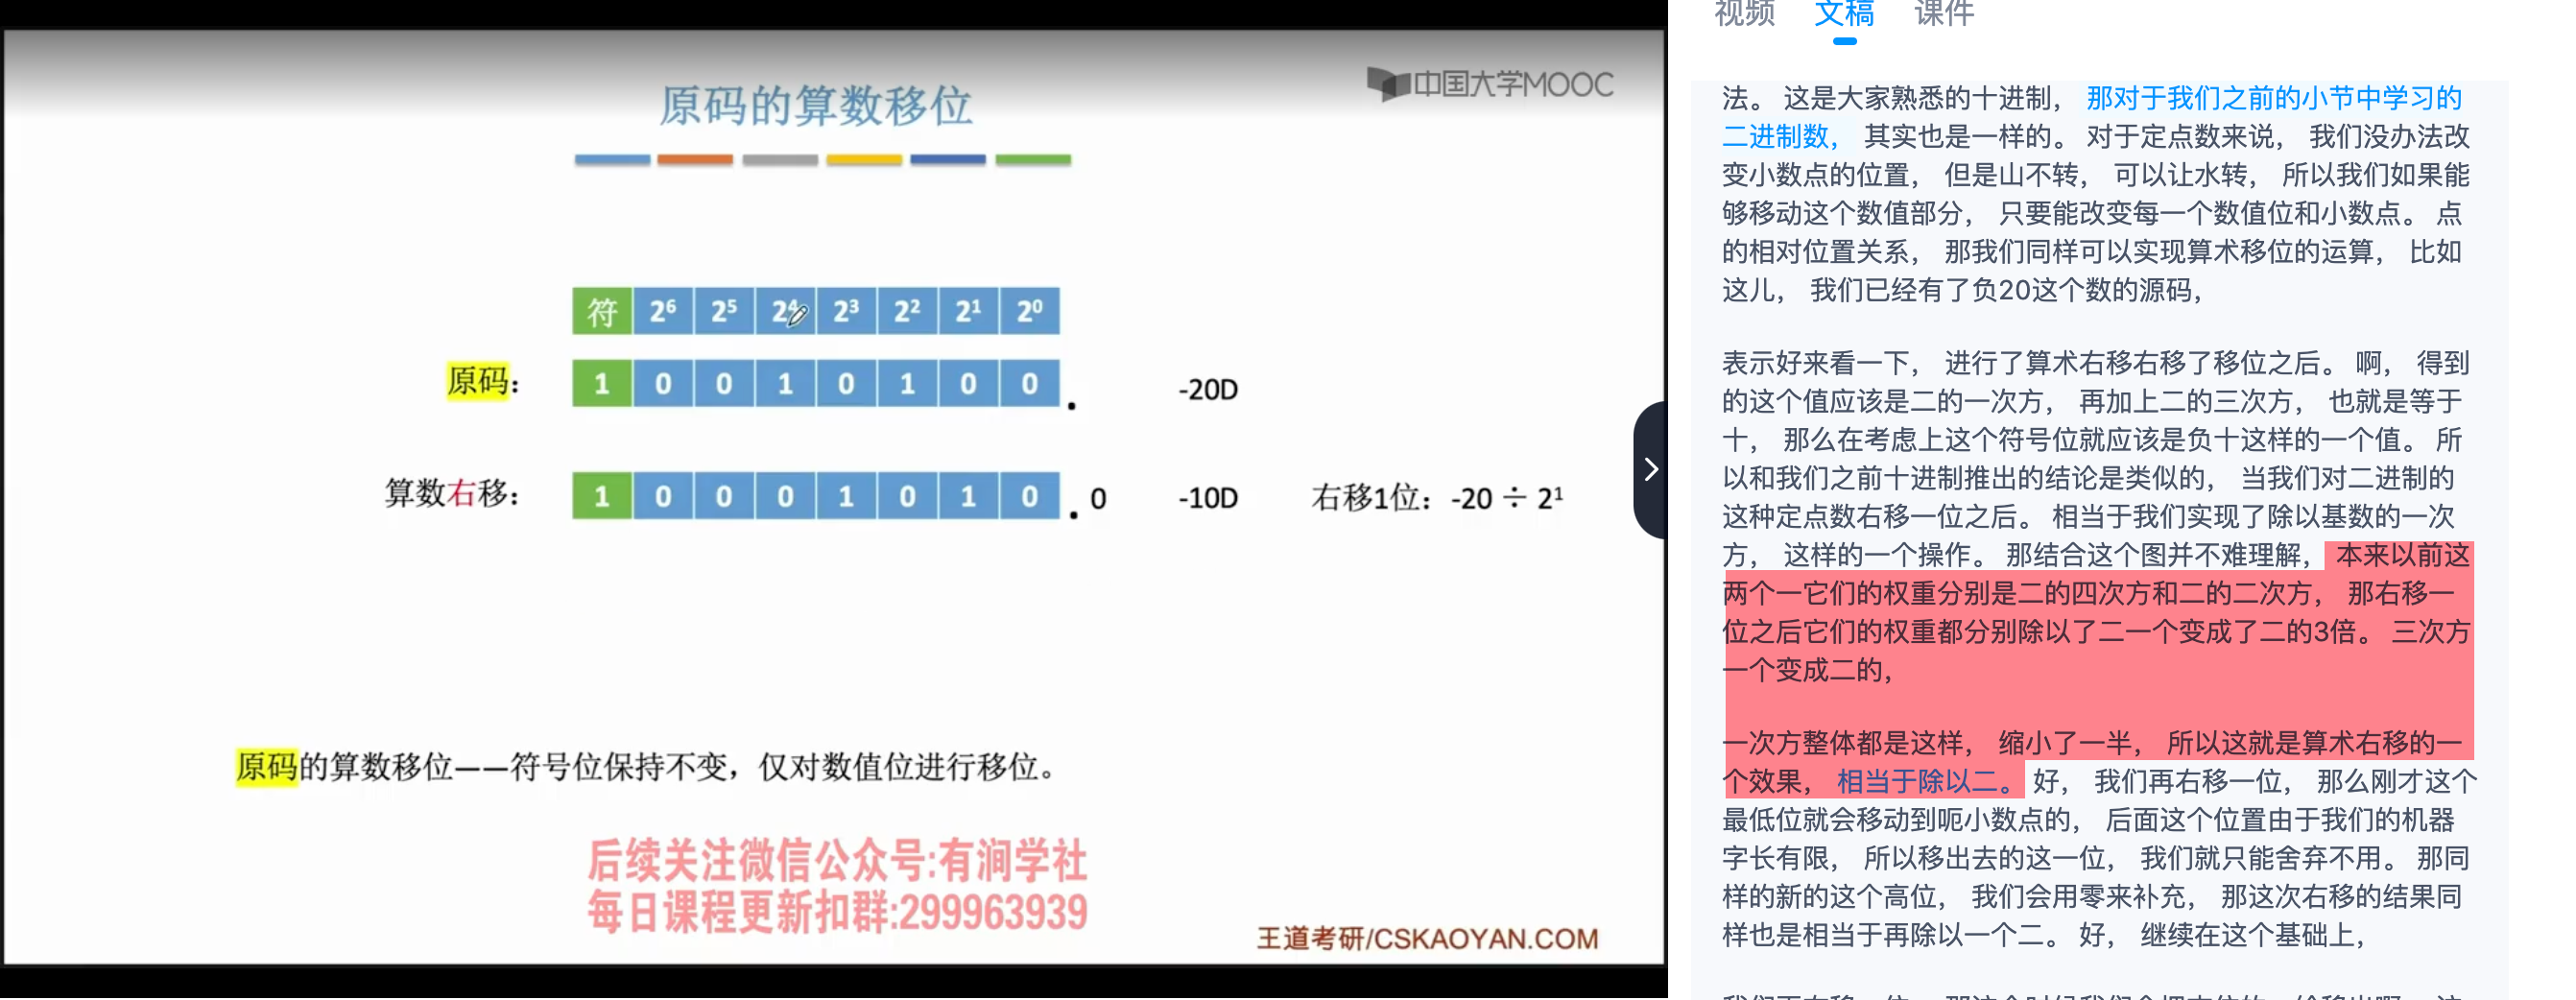 原码的算数移位
中国大学MOOC
符 2⁶ 2⁵ 2⁴ 2³ 2² 2¹ 2⁰
原码： 1 0 0 1 0 1 0 0 . -20D
算数右移： 1 0 0 0 1 0 1 0 . 0 -10D 右移1位：-20 ÷ 2¹
原码的算数移位——符号位保持不变，仅对数值位进行移位。
后续关注微信公众号:有涧学社
每日课程更新扣群:299963939
王道考研/CSKAOYAN.COM
视频 文稿 课件
法。 这是大家熟悉的十进制， 那对于我们之前的小节中学习的
二进制数， 其实也是一样的。 对于定点数来说， 我们没办法改
变小数点的位置， 但是山不转， 可以让水转， 所以我们如果能
够移动这个数值部分， 只要能改变每一个数值位和小数点。 点
的相对位置关系， 那我们同样可以实现算术移位的运算， 比如
这儿， 我们已经有了负20这个数的源码，
表示好来看一下， 进行了算术右移右移了移位之后。 啊， 得到
的这个值应该是二的一次方， 再加上二的三次方， 也就是等于
十， 那么在考虑上这个符号位就应该是负十这样的一个值。 所
以和我们之前十进制推出的结论是类似的， 当我们对二进制的
这种定点数右移一位之后。 相当于我们实现了除以基数的一次
方， 这样的一个操作。 那结合这个图并不难理解， 本来以前这
两个一它们的权重分别是二的四次方和二的二次方， 那右移一
位之后它们的权重都分别除以了二一个变成了二的3倍。 三次方
一个变成二的，
一次方整体都是这样， 缩小了一半， 所以这就是算术右移的一
个效果， 相当于除以二。 好， 我们再右移一位， 那么刚才这个
最低位就会移动到呃小数点的， 后面这个位置由于我们的机器
字长有限， 所以移出去的这一位， 我们就只能舍弃不用。 那同
样的新的这个高位， 我们会用零来补充， 那这次右移的结果同
样也是相当于再除以一个二。 好， 继续在这个基础上，